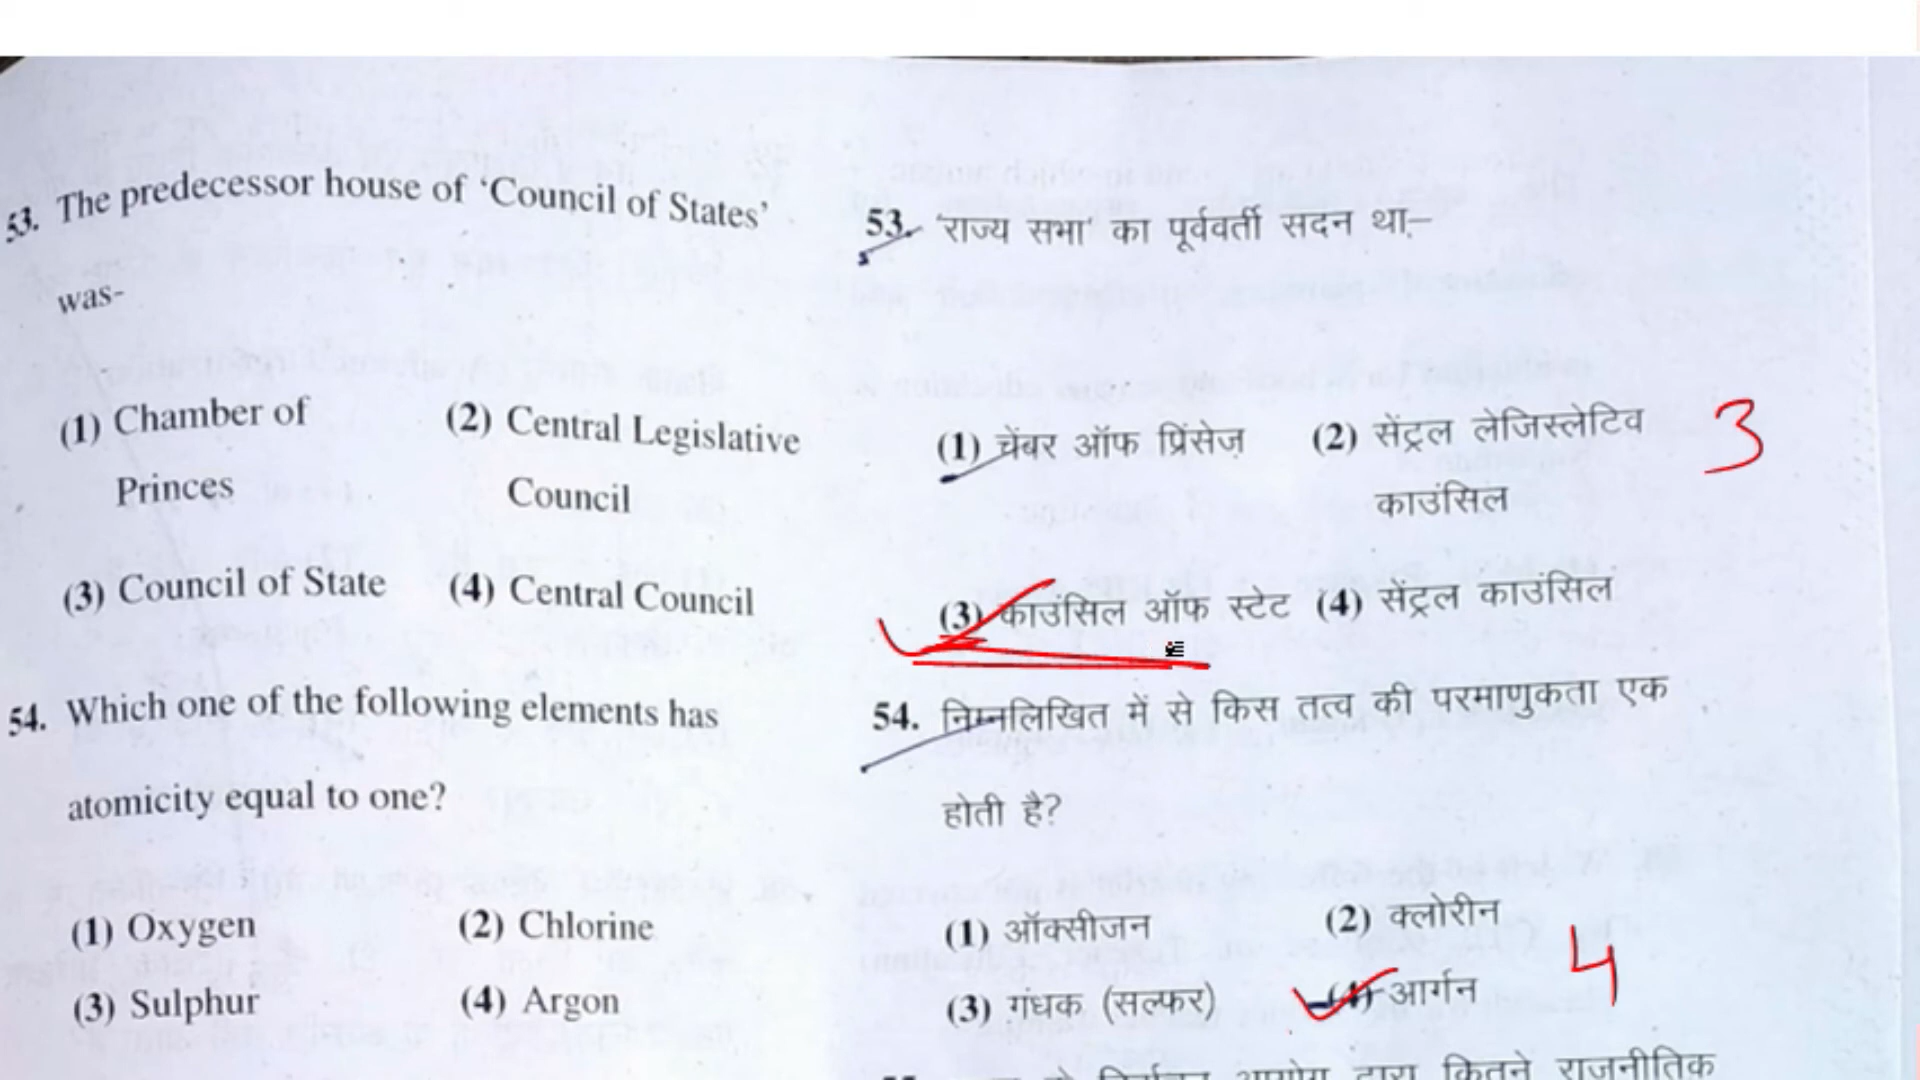 53. The predecessor house of ‘Council of States’
was-
(1) Chamber of Princes
(2) Central Legislative Council
(3) Council of State (4) Central Council
54. Which one of the following elements has
atomicity equal to one?
(1) Oxygen (2) Chlorine
(3) Sulphur (4) Argon
53. 'राज्य सभा' का पूर्ववर्ती सदन था–
(1) चेंबर ऑफ प्रिंसेज़ (2) सेंट्रल लेजिस्लेटिव
काउंसिल
3
(3) काउंसिल ऑफ स्टेट (4) सेंट्रल काउंसिल
54. निम्नलिखित में से किस तत्व की परमाणुकता एक
होती है?
(1) ऑक्सीजन (2) क्लोरीन
(3) गंधक (सल्फर) (4) आर्गन
4